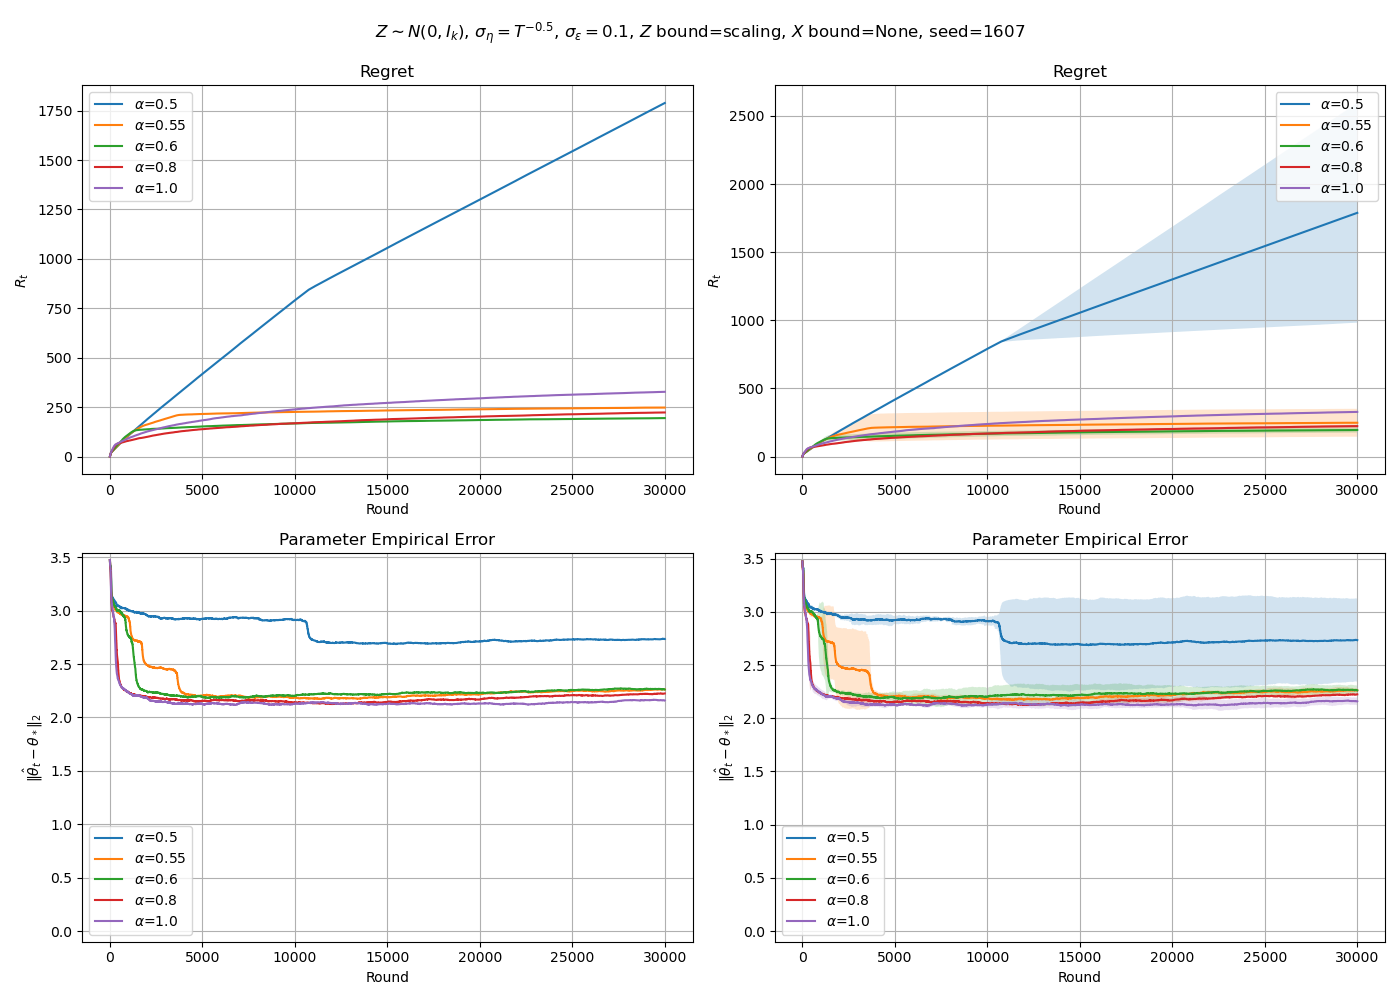 Z ~ N(0, I_k), σ_η = T^{-0.5}, σ_ε = 0.1, Z bound=scaling, X bound=None, seed=1607
Regret
R_t
1750
1500
1250
1000
750
500
250
0
α=0.5
α=0.55
α=0.6
α=0.8
α=1.0
0 5000 10000 15000 20000 25000 30000
Round
Regret
R_t
2500
2000
1500
1000
500
0
α=0.5
α=0.55
α=0.6
α=0.8
α=1.0
0 5000 10000 15000 20000 25000 30000
Round
Parameter Empirical Error
‖θ̂_t − θ_*‖_2
3.5
3.0
2.5
2.0
1.5
1.0
0.5
0.0
α=0.5
α=0.55
α=0.6
α=0.8
α=1.0
0 5000 10000 15000 20000 25000 30000
Round
Parameter Empirical Error
‖θ̂_t − θ_*‖_2
3.5
3.0
2.5
2.0
1.5
1.0
0.5
0.0
α=0.5
α=0.55
α=0.6
α=0.8
α=1.0
0 5000 10000 15000 20000 25000 30000
Round